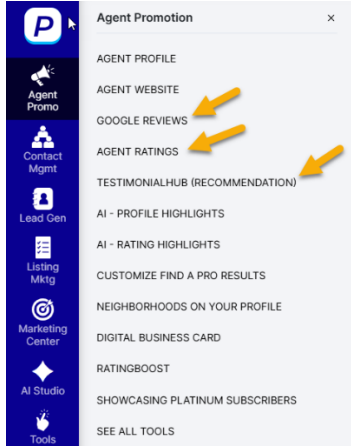 P
Agent Promotion ×
Agent
Promo
Contact
Mgmt
Lead Gen
Listing
Mktg
Marketing
Center
AI Studio
Tools
AGENT PROFILE
AGENT WEBSITE
GOOGLE REVIEWS
AGENT RATINGS
TESTIMONIALHUB (RECOMMENDATION)
AI - PROFILE HIGHLIGHTS
AI - RATING HIGHLIGHTS
CUSTOMIZE FIND A PRO RESULTS
NEIGHBORHOODS ON YOUR PROFILE
DIGITAL BUSINESS CARD
RATINGBOOST
SHOWCASING PLATINUM SUBSCRIBERS
SEE ALL TOOLS